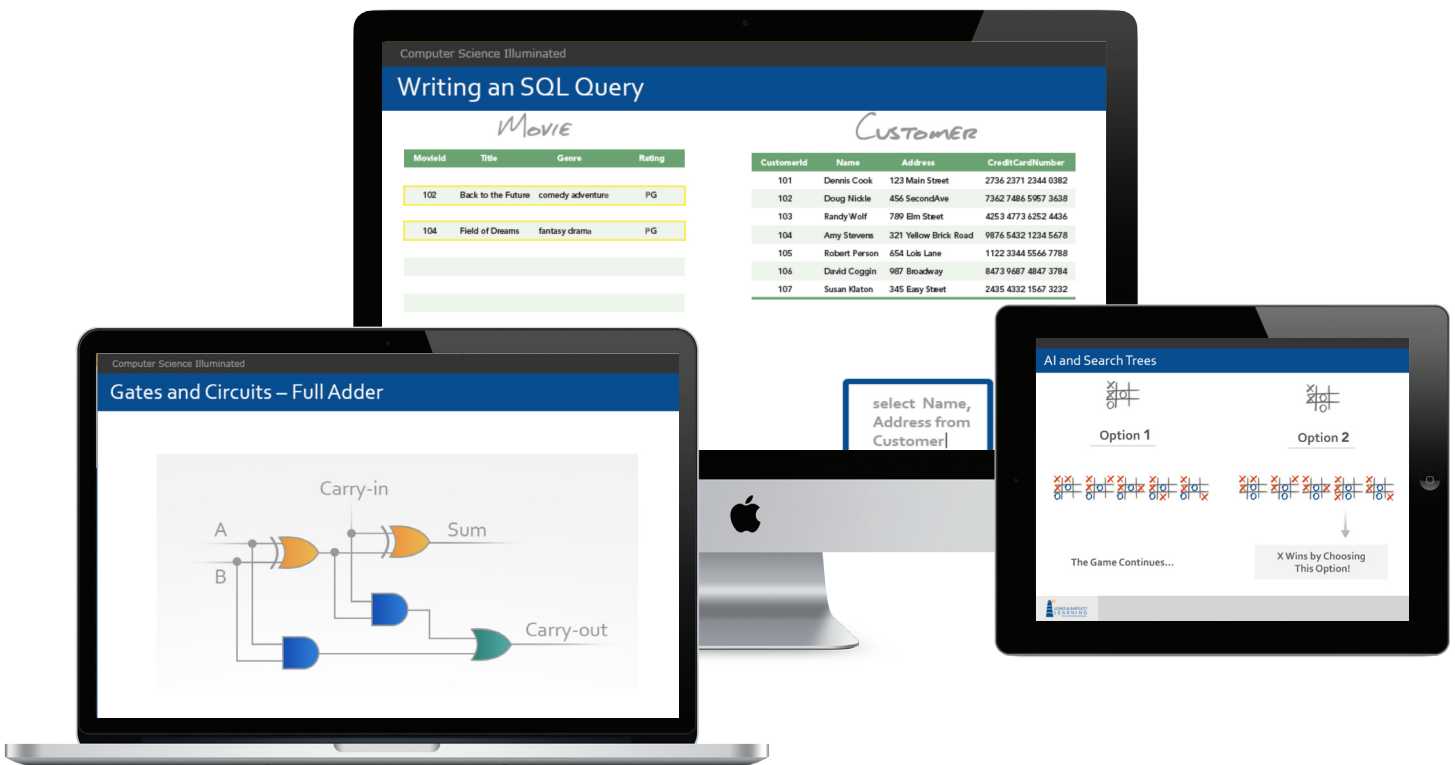 Computer Science Illuminated
Writing an SQL Query
Movie
MovieId Title Genre Rating
102 Back to the Future comedy adventure PG
104 Field of Dreams fantasy drama PG
Customer
CustomerId Name Address CreditCardNumber
101 Dennis Cook 123 Main Street 2736 2371 2344 0382
102 Doug Nickle 456 SecondAve 7362 7486 5957 3638
103 Randy Wolf 789 Elm Street 4253 4773 6252 4436
104 Amy Stevens 321 Yellow Brick Road 9876 5432 1234 5678
105 Robert Person 654 Lois Lane 1122 3344 5566 7788
106 David Coggin 987 Broadway 8473 9687 4847 3784
107 Susan Klaton 345 Easy Street 2435 4332 1567 3232
select Name,
Address from
Customer
Computer Science Illuminated
Gates and Circuits – Full Adder
Carry-in
A
Sum
B
Carry-out
AI and Search Trees
Option 1
Option 2
The Game Continues...
X Wins by Choosing
This Option!
JONES & BARTLETT
LEARNING